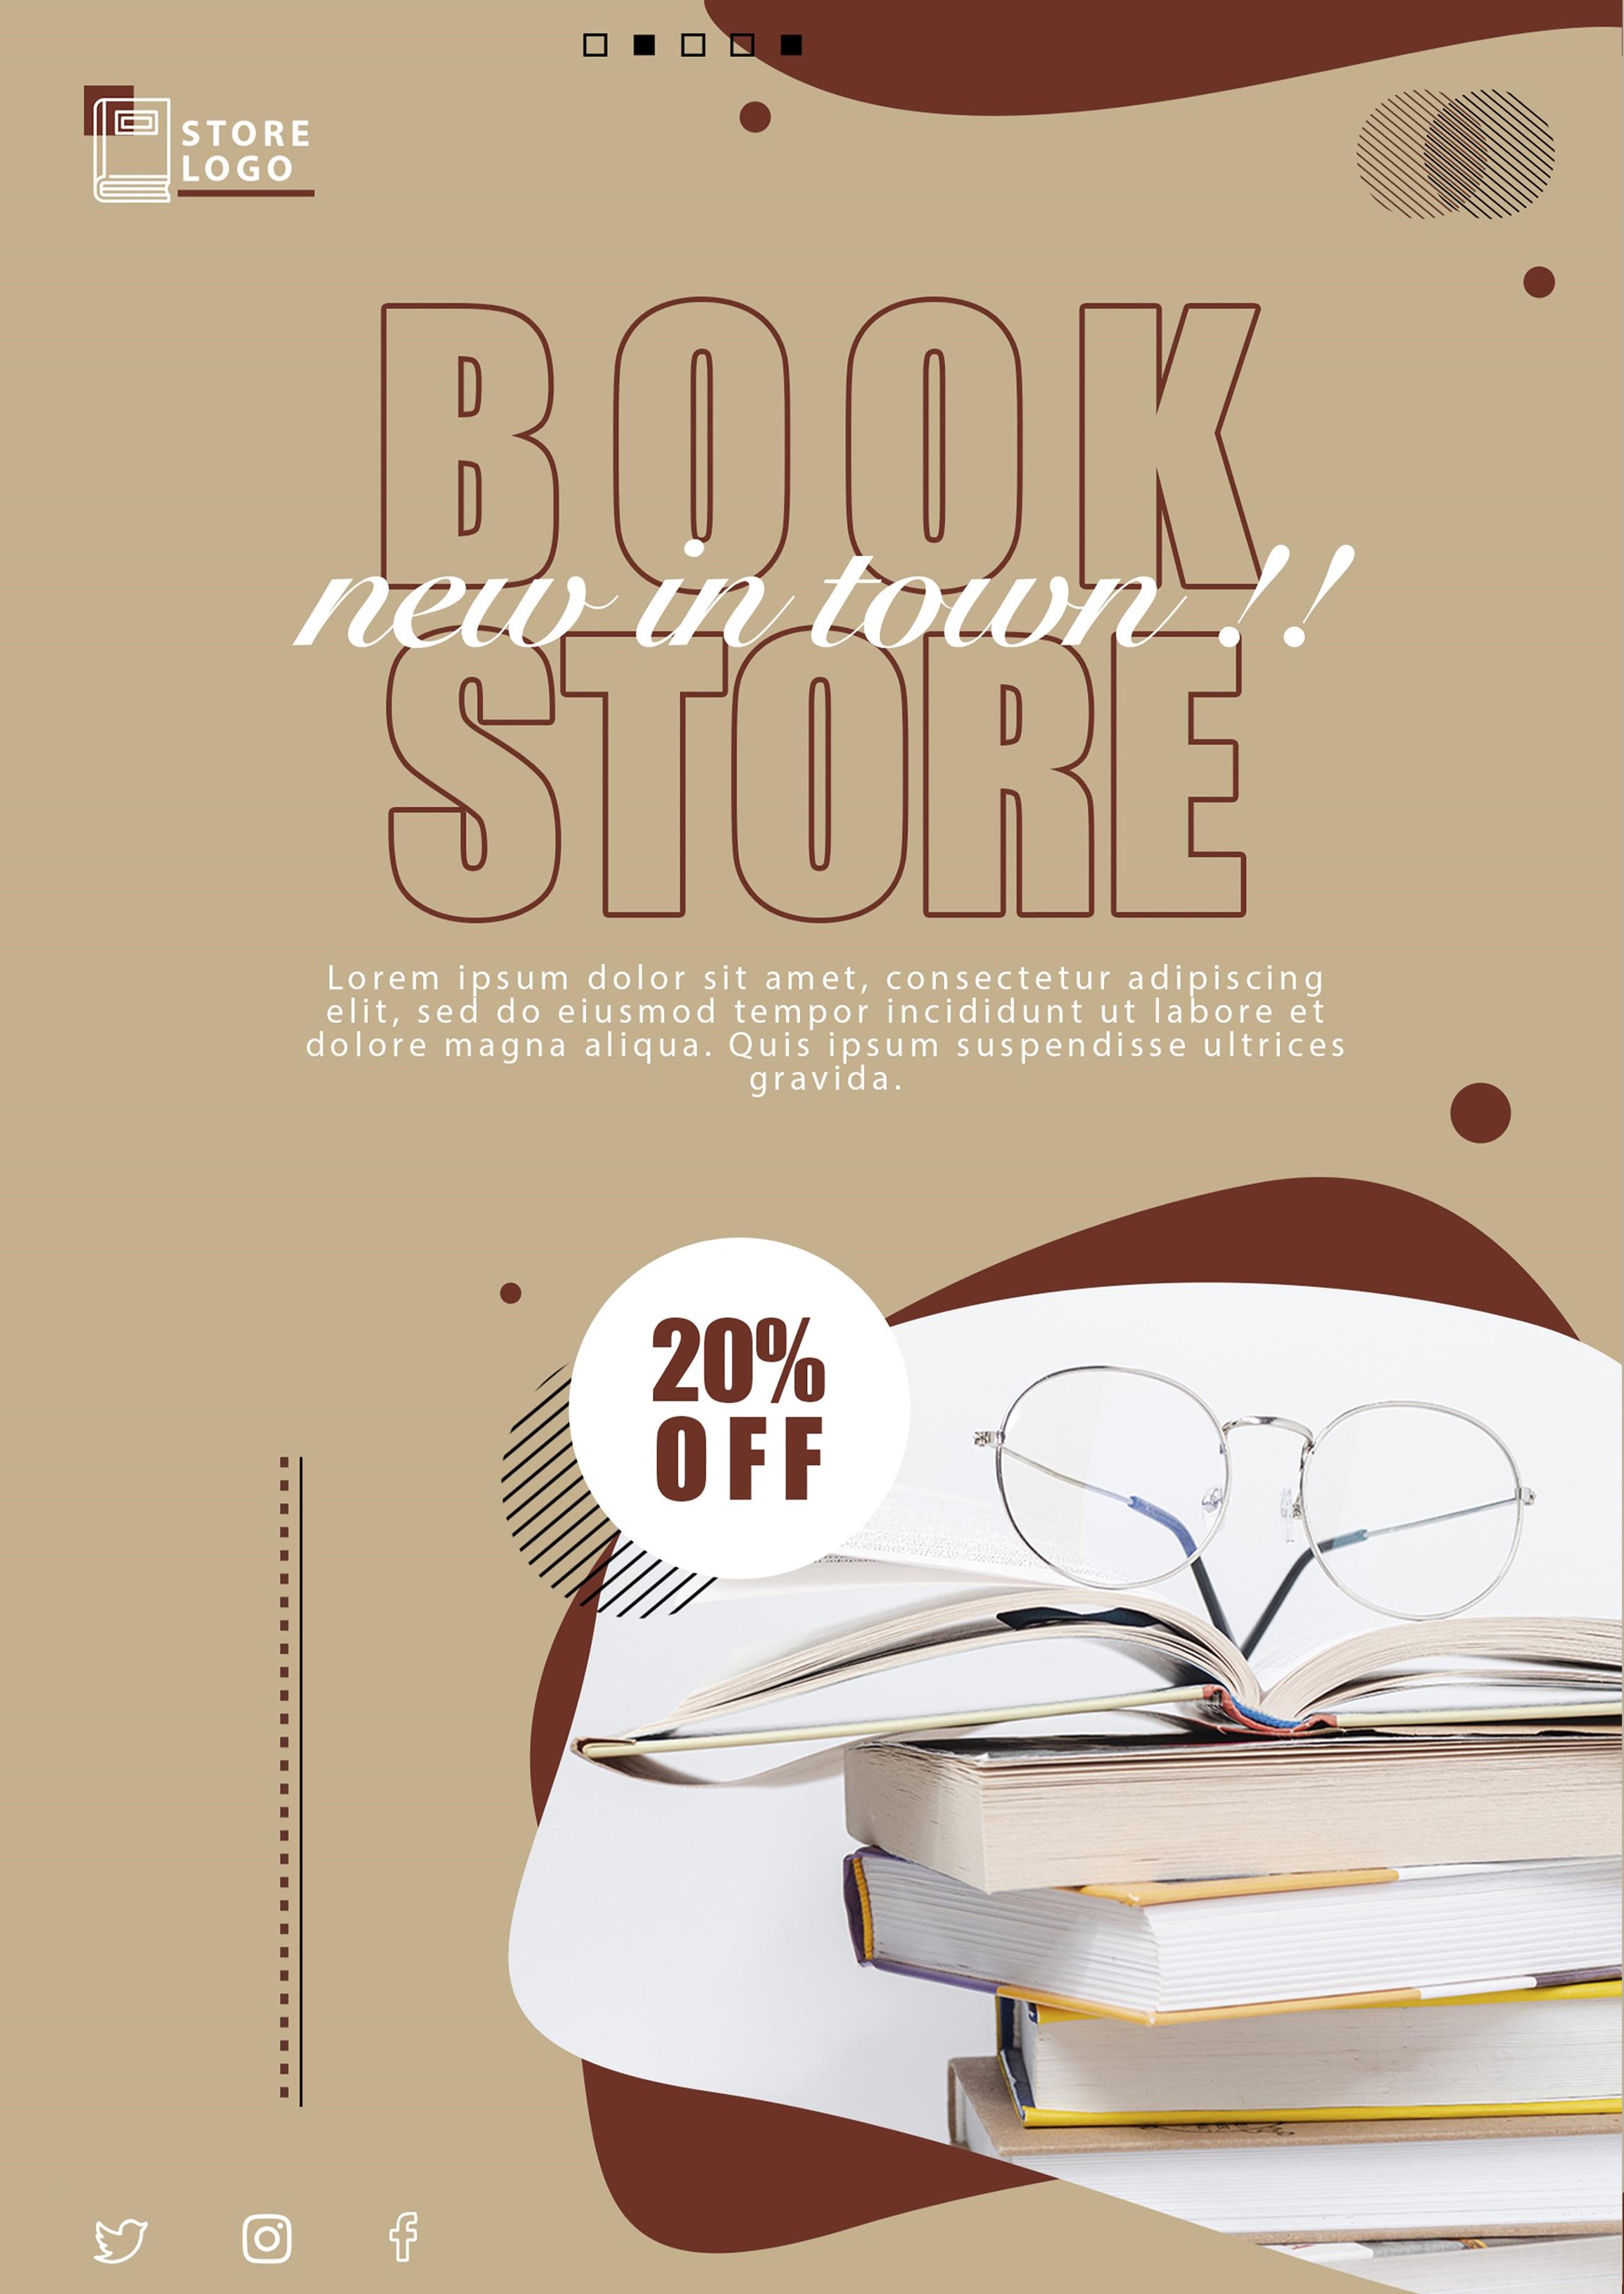 STORE
LOGO
BOOK
new in town !!
STORE
Lorem ipsum dolor sit amet, consectetur adipiscing
elit, sed do eiusmod tempor incididunt ut labore et
dolore magna aliqua. Quis ipsum suspendisse ultrices
gravida.
20%
OFF